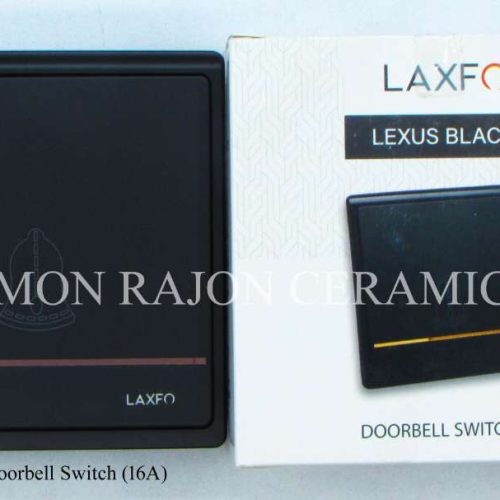 LAXFO
LEXUS BLAC
MON RAJON CERAMIC
LAXFO
DOORBELL SWITC
oorbell Switch (16A)